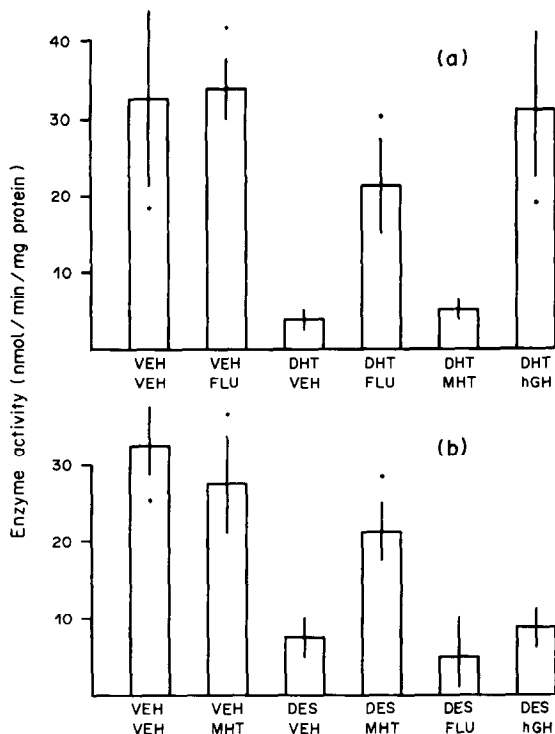 Enzyme activity (nmol/min/mg protein)
(a)
40
30
20
10
VEH VEH DHT DHT DHT DHT
VEH FLU VEH FLU MHT hGH
(b)
30
20
10
VEH VEH DES DES DES DES
VEH MHT VEH MHT FLU hGH